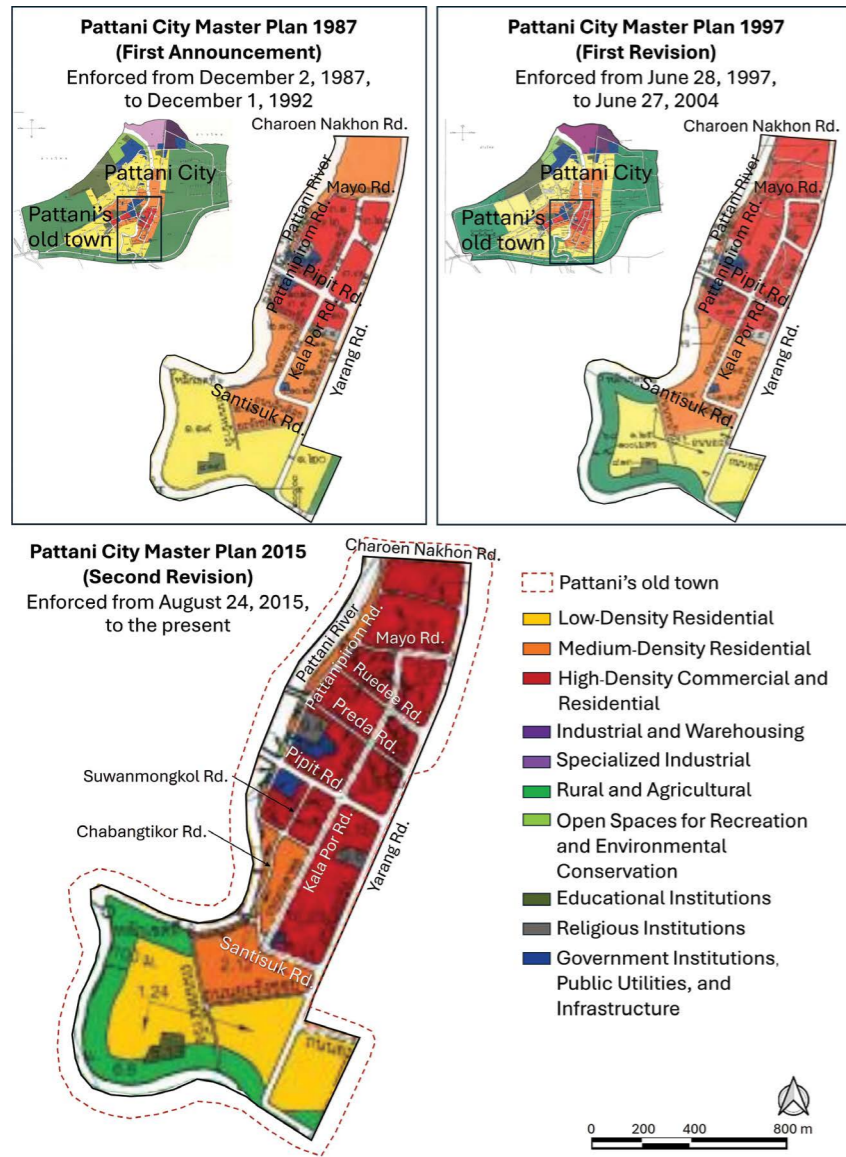 Pattani City Master Plan 1987
(First Announcement)
Enforced from December 2, 1987,
to December 1, 1992
Charoen Nakhon Rd.
Pattani City
Pattani's
old town
Pattani River
Mayo Rd.
Pattanipirom Rd.
Pipit Rd.
Kala Por Rd.
Yarang Rd.
Santisuk Rd.
Pattani City Master Plan 1997
(First Revision)
Enforced from June 28, 1997,
to June 27, 2004
Charoen Nakhon Rd.
Pattani City
Pattani's
old town
Pattani River
Mayo Rd.
Pattanipirom Rd.
Pipit Rd.
Kala Por Rd.
Yarang Rd.
Santisuk Rd.
Pattani City Master Plan 2015
(Second Revision)
Enforced from August 24, 2015,
to the present
Charoen Nakhon Rd.
Pattani River
Pattanipirom Rd.
Mayo Rd.
Ruedee Rd.
Preda Rd.
Pipit Rd.
Suwanmongkol Rd.
Chabangtikor Rd.
Kala Por Rd.
Yarang Rd.
Santisuk Rd.
1.24
Pattani's old town
Low-Density Residential
Medium-Density Residential
High-Density Commercial and
Residential
Industrial and Warehousing
Specialized Industrial
Rural and Agricultural
Open Spaces for Recreation
and Environmental
Conservation
Educational Institutions
Religious Institutions
Government Institutions,
Public Utilities, and
Infrastructure
0 200 400 800 m